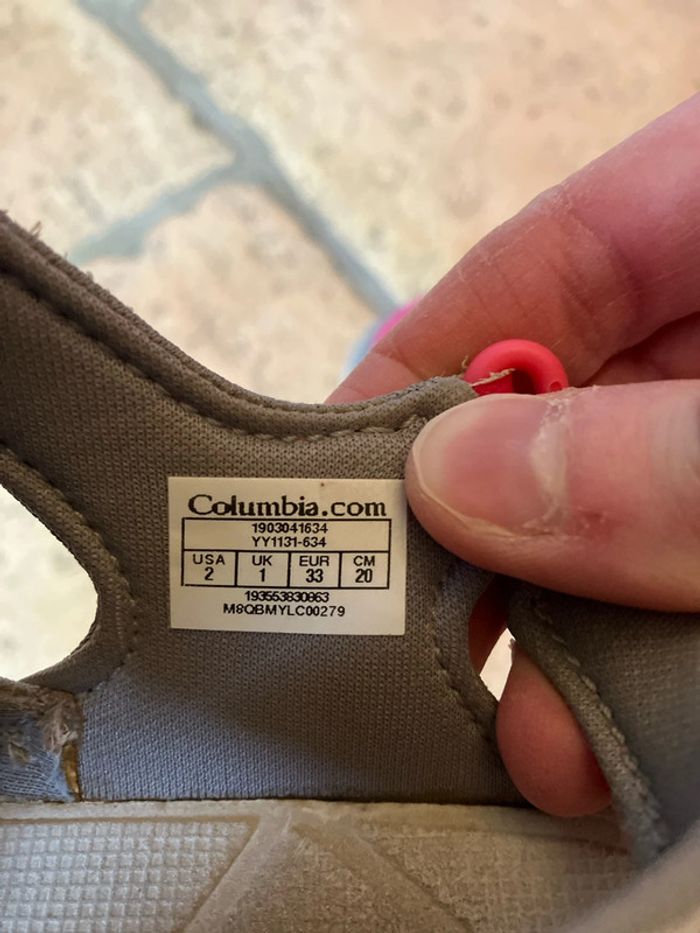 Columbia.com
1903041634
YY1131-634
USA UK EUR CM
2 1 33 20
193553830863
M8QBMYLC00279